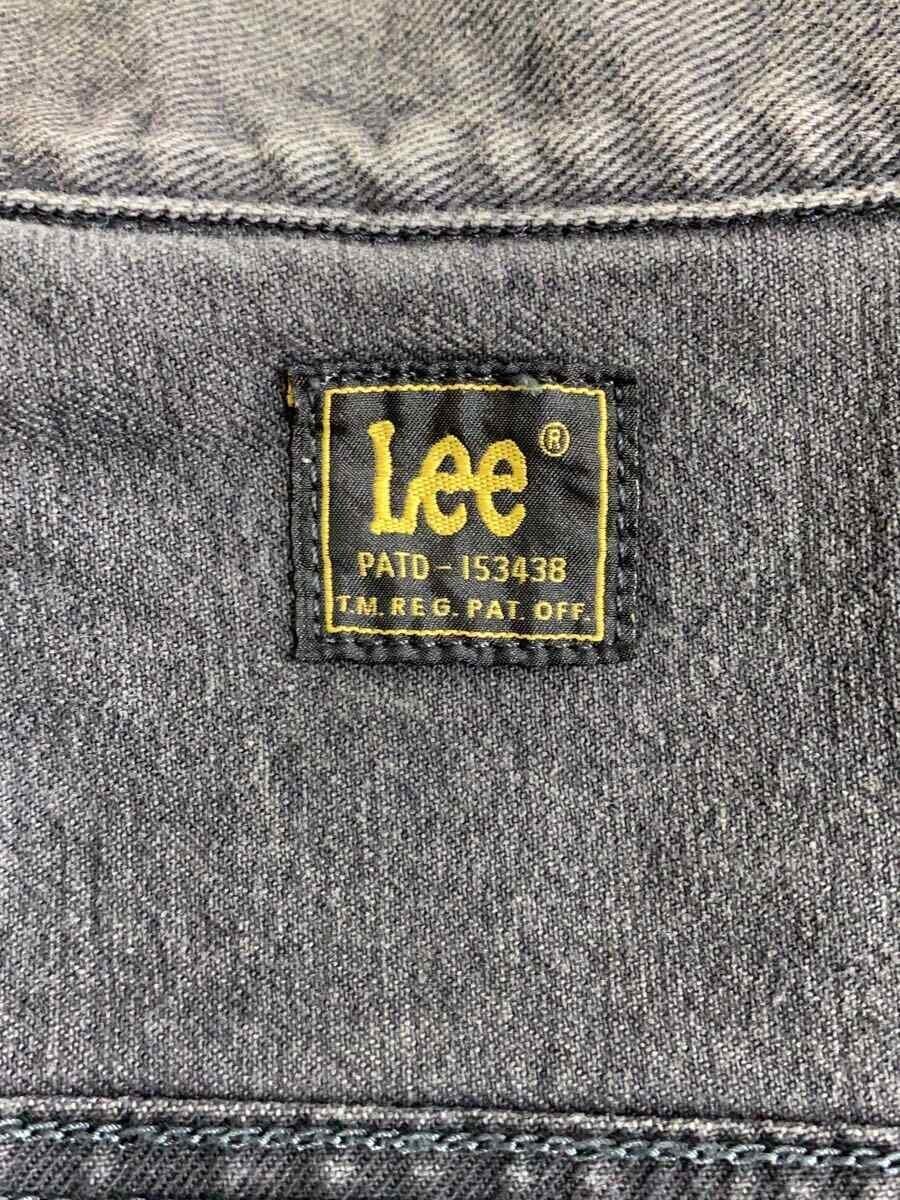 Lee ®
PATD - 153438
T.M. REG. PAT. OFF.